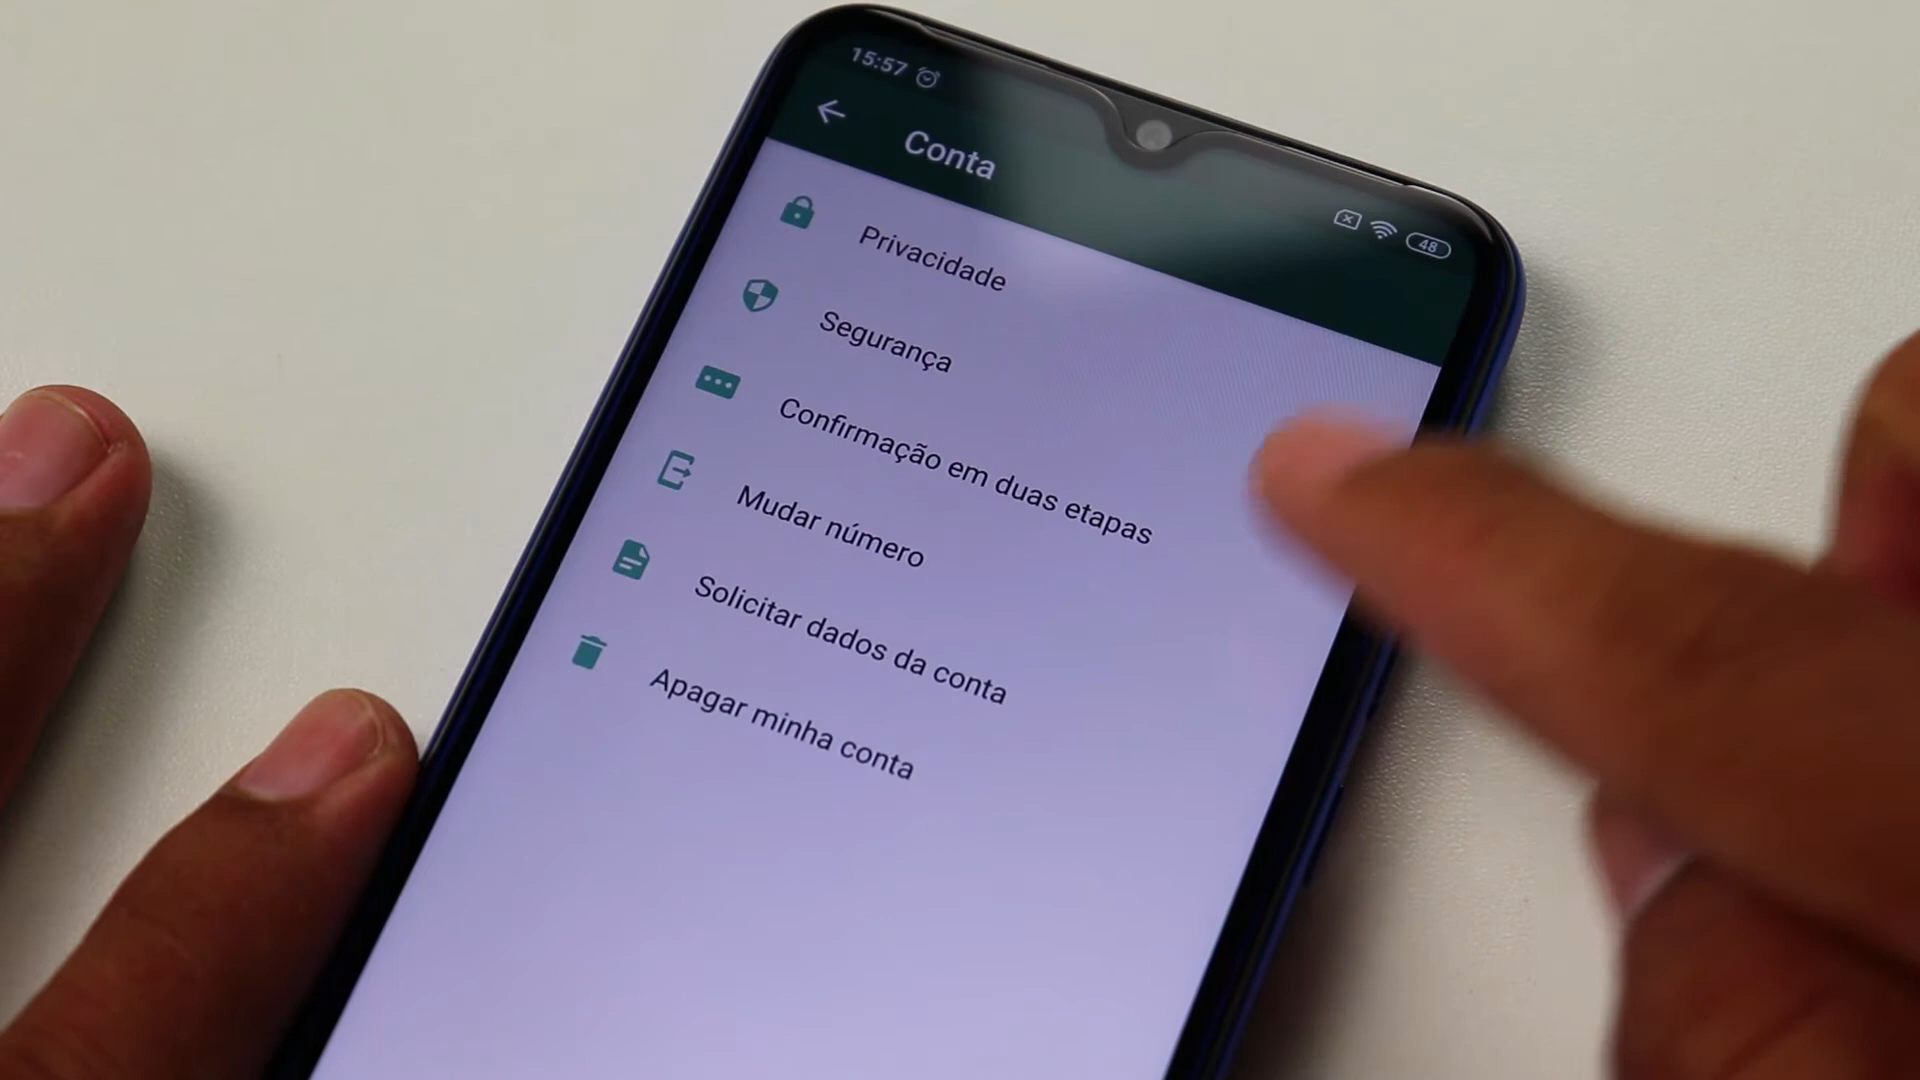 15:57
Conta
48
Privacidade
Segurança
Confirmação em duas etapas
Mudar número
Solicitar dados da conta
Apagar minha conta